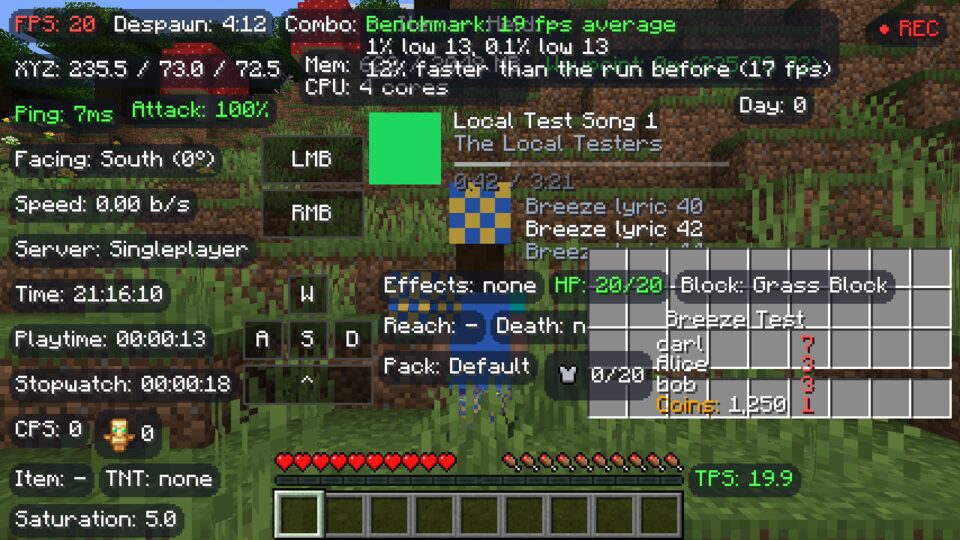 FPS: 20
Despawn: 4:12
Combo:
Benchmark: 19 fps average
1% low 13, 0.1% low 13
12% faster than the run before (17 fps)
REC
XYZ: 235.5 / 73.0 / 72.5
Mem:
CPU: 4 cores
Ping: 7ms
Attack: 100%
Day: 0
Local Test Song 1
The Local Testers
0:42 / 3:21
Facing: South (0°)
LMB
Speed: 0.00 b/s
RMB
Breeze lyric 40
Breeze lyric 42
Breeze
Server: Singleplayer
Effects: none
HP: 20/20
Block: Grass Block
Time: 21:16:10
W
Reach: -
Death: n
Breeze Test
Playtime: 00:00:13
A
S
D
carl 7
Alice 3
bob 3
Coins: 1,250 1
Pack: Default
0/20
Stopwatch: 00:00:18
^
CPS: 0
0
Item: -
TNT: none
TPS: 19.9
Saturation: 5.0